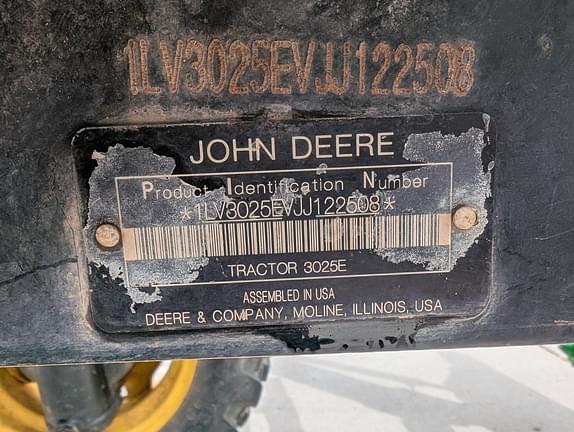 1LV3025EVJJ122508
JOHN DEERE
Product Identification Number
*1LV3025EVJJ122508*
TRACTOR 3025E
ASSEMBLED IN USA
DEERE & COMPANY, MOLINE, ILLINOIS, USA